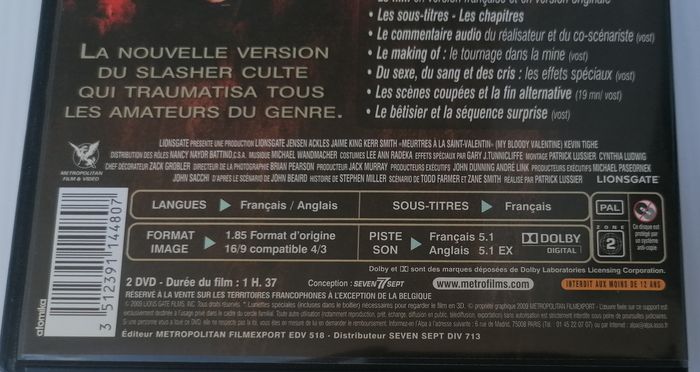 • Les sous-titres - Les chapitres
• Le commentaire audio du réalisateur et du co-scénariste (vost)
• Le making of : le tournage dans la mine (vost)
• Du sexe, du sang et des cris : les effets spéciaux (vost)
• Les scènes coupées et la fin alternative (19 mn/ vost)
• Le bêtisier et la séquence surprise (vost)
LA NOUVELLE VERSION
DU SLASHER CULTE
QUI TRAUMATISA TOUS
LES AMATEURS DU GENRE.
METROPOLITAN
FILM & VIDEO
LIONSGATE PRÉSENTE UNE PRODUCTION LIONSGATE JENSEN ACKLES JAIME KING KERR SMITH «MEURTRES À LA SAINT-VALENTIN» (MY BLOODY VALENTINE) KEVIN TIGHE
DISTRIBUTION DES RÔLES NANCY NAYOR BATTINO, C.S.A. MUSIQUE MICHAEL WANDMACHER COSTUMES LEE ANN RADEKA EFFETS SPÉCIAUX PAR GARY J. TUNNICLIFFE MONTAGE PATRICK LUSSIER CYNTHIA LUDWIG
CHEF DÉCORATEUR ZACK GROBLER DIRECTEUR DE LA PHOTOGRAPHIE BRIAN PEARSON PRODUCTEUR JACK MURRAY PRODUCTEURS EXÉCUTIFS JOHN DUNNING ANDRÉ LINK PRODUCTEURS EXÉCUTIFS MICHAEL PASEORNEK
JOHN SACCHI D'APRÈS LE SCÉNARIO DE JOHN BEAIRD HISTOIRE DE STEPHEN MILLER SCÉNARIO DE TODD FARMER ET ZANE SMITH RÉALISÉ PAR PATRICK LUSSIER LIONSGATE
LANGUES Français / Anglais SOUS-TITRES Français
PAL
Ce disque est protégé par un système anti-copie
FORMAT IMAGE 1.85 Format d'origine 16/9 compatible 4/3
PISTE SON Français 5.1 Anglais 5.1 EX
DOLBY DIGITAL
ZONE 2
Dolby et sont des marques déposées de Dolby Laboratories Licensing Corporation.
2 DVD - Durée du film : 1 H. 37 Conception : SEVEN 7 SEPT www.metrofilms.com INTERDIT AUX MOINS DE 12 ANS
RÉSERVÉ À LA VENTE SUR LES TERRITOIRES FRANCOPHONES A EXCEPTION DE LA BELGIQUE
Éditeur METROPOLITAN FILMEXPORT EDV 518 - Distributeur SEVEN SEPT DIV 713
3 512391 144807
atomika